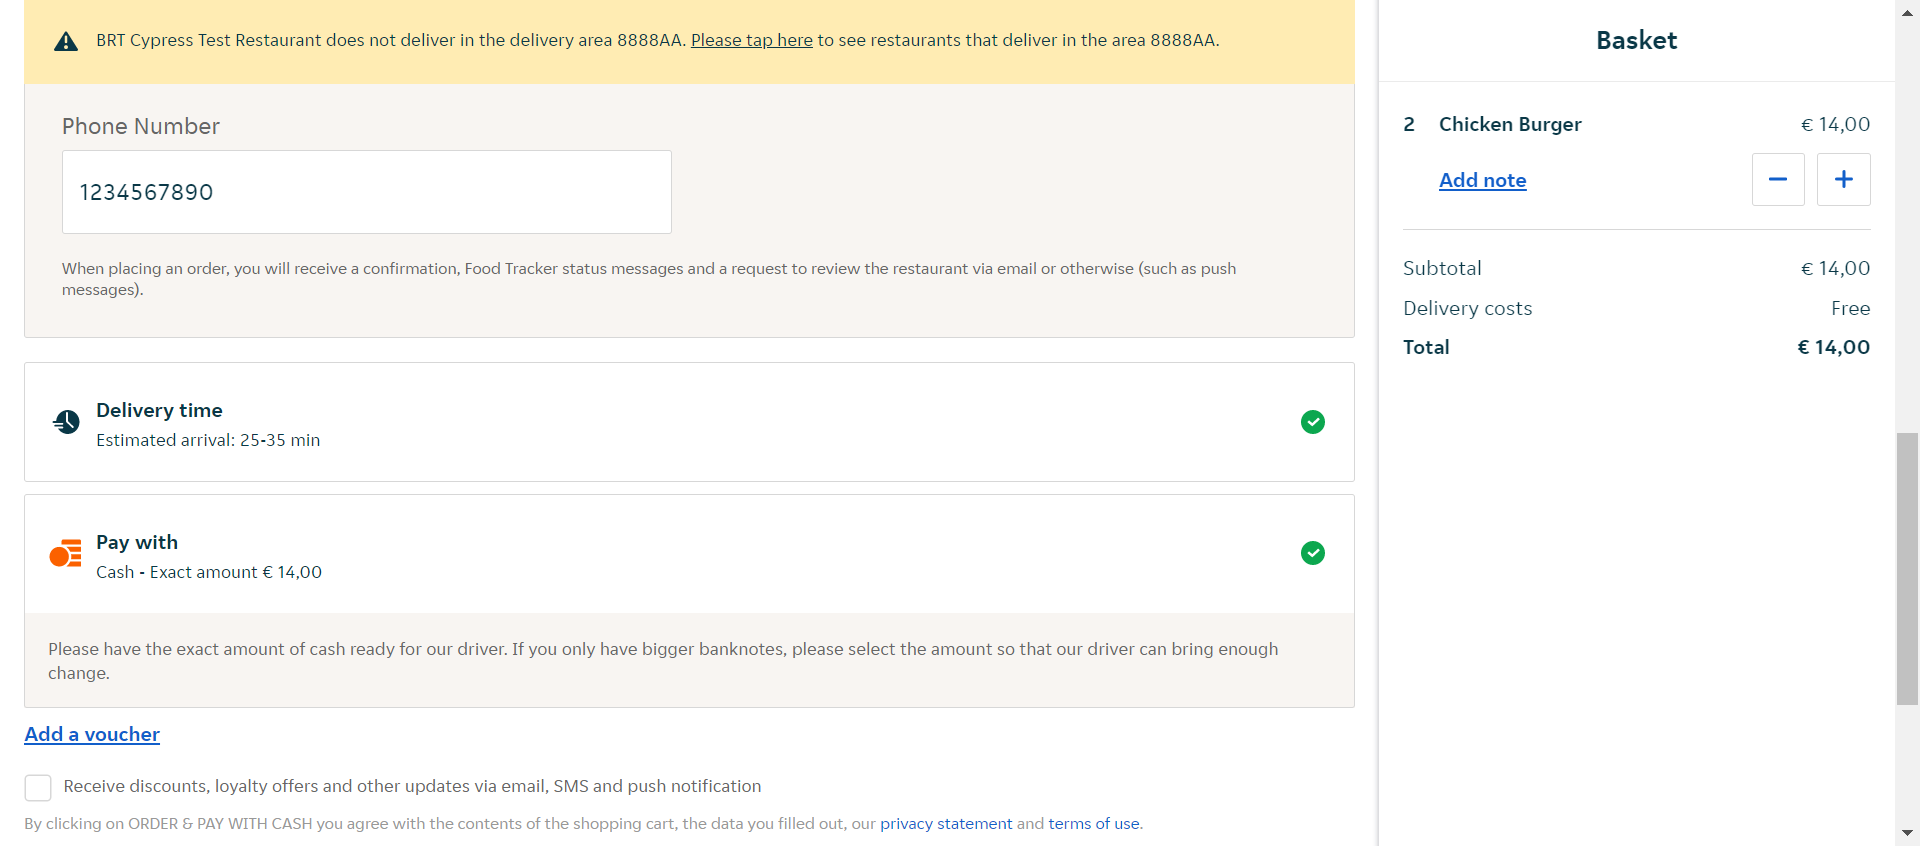 BRT Cypress Test Restaurant does not deliver in the delivery area 8888AA. Please tap here to see restaurants that deliver in the area 8888AA.
Phone Number
1234567890
When placing an order, you will receive a confirmation, Food Tracker status messages and a request to review the restaurant via email or otherwise (such as push
messages).
Delivery time
Estimated arrival: 25-35 min
Pay with
Cash - Exact amount € 14,00
Please have the exact amount of cash ready for our driver. If you only have bigger banknotes, please select the amount so that our driver can bring enough
change.
Add a voucher
Receive discounts, loyalty offers and other updates via email, SMS and push notification
By clicking on ORDER & PAY WITH CASH you agree with the contents of the shopping cart, the data you filled out, our privacy statement and terms of use.
Basket
2 Chicken Burger € 14,00
Add note
Subtotal € 14,00
Delivery costs Free
Total € 14,00